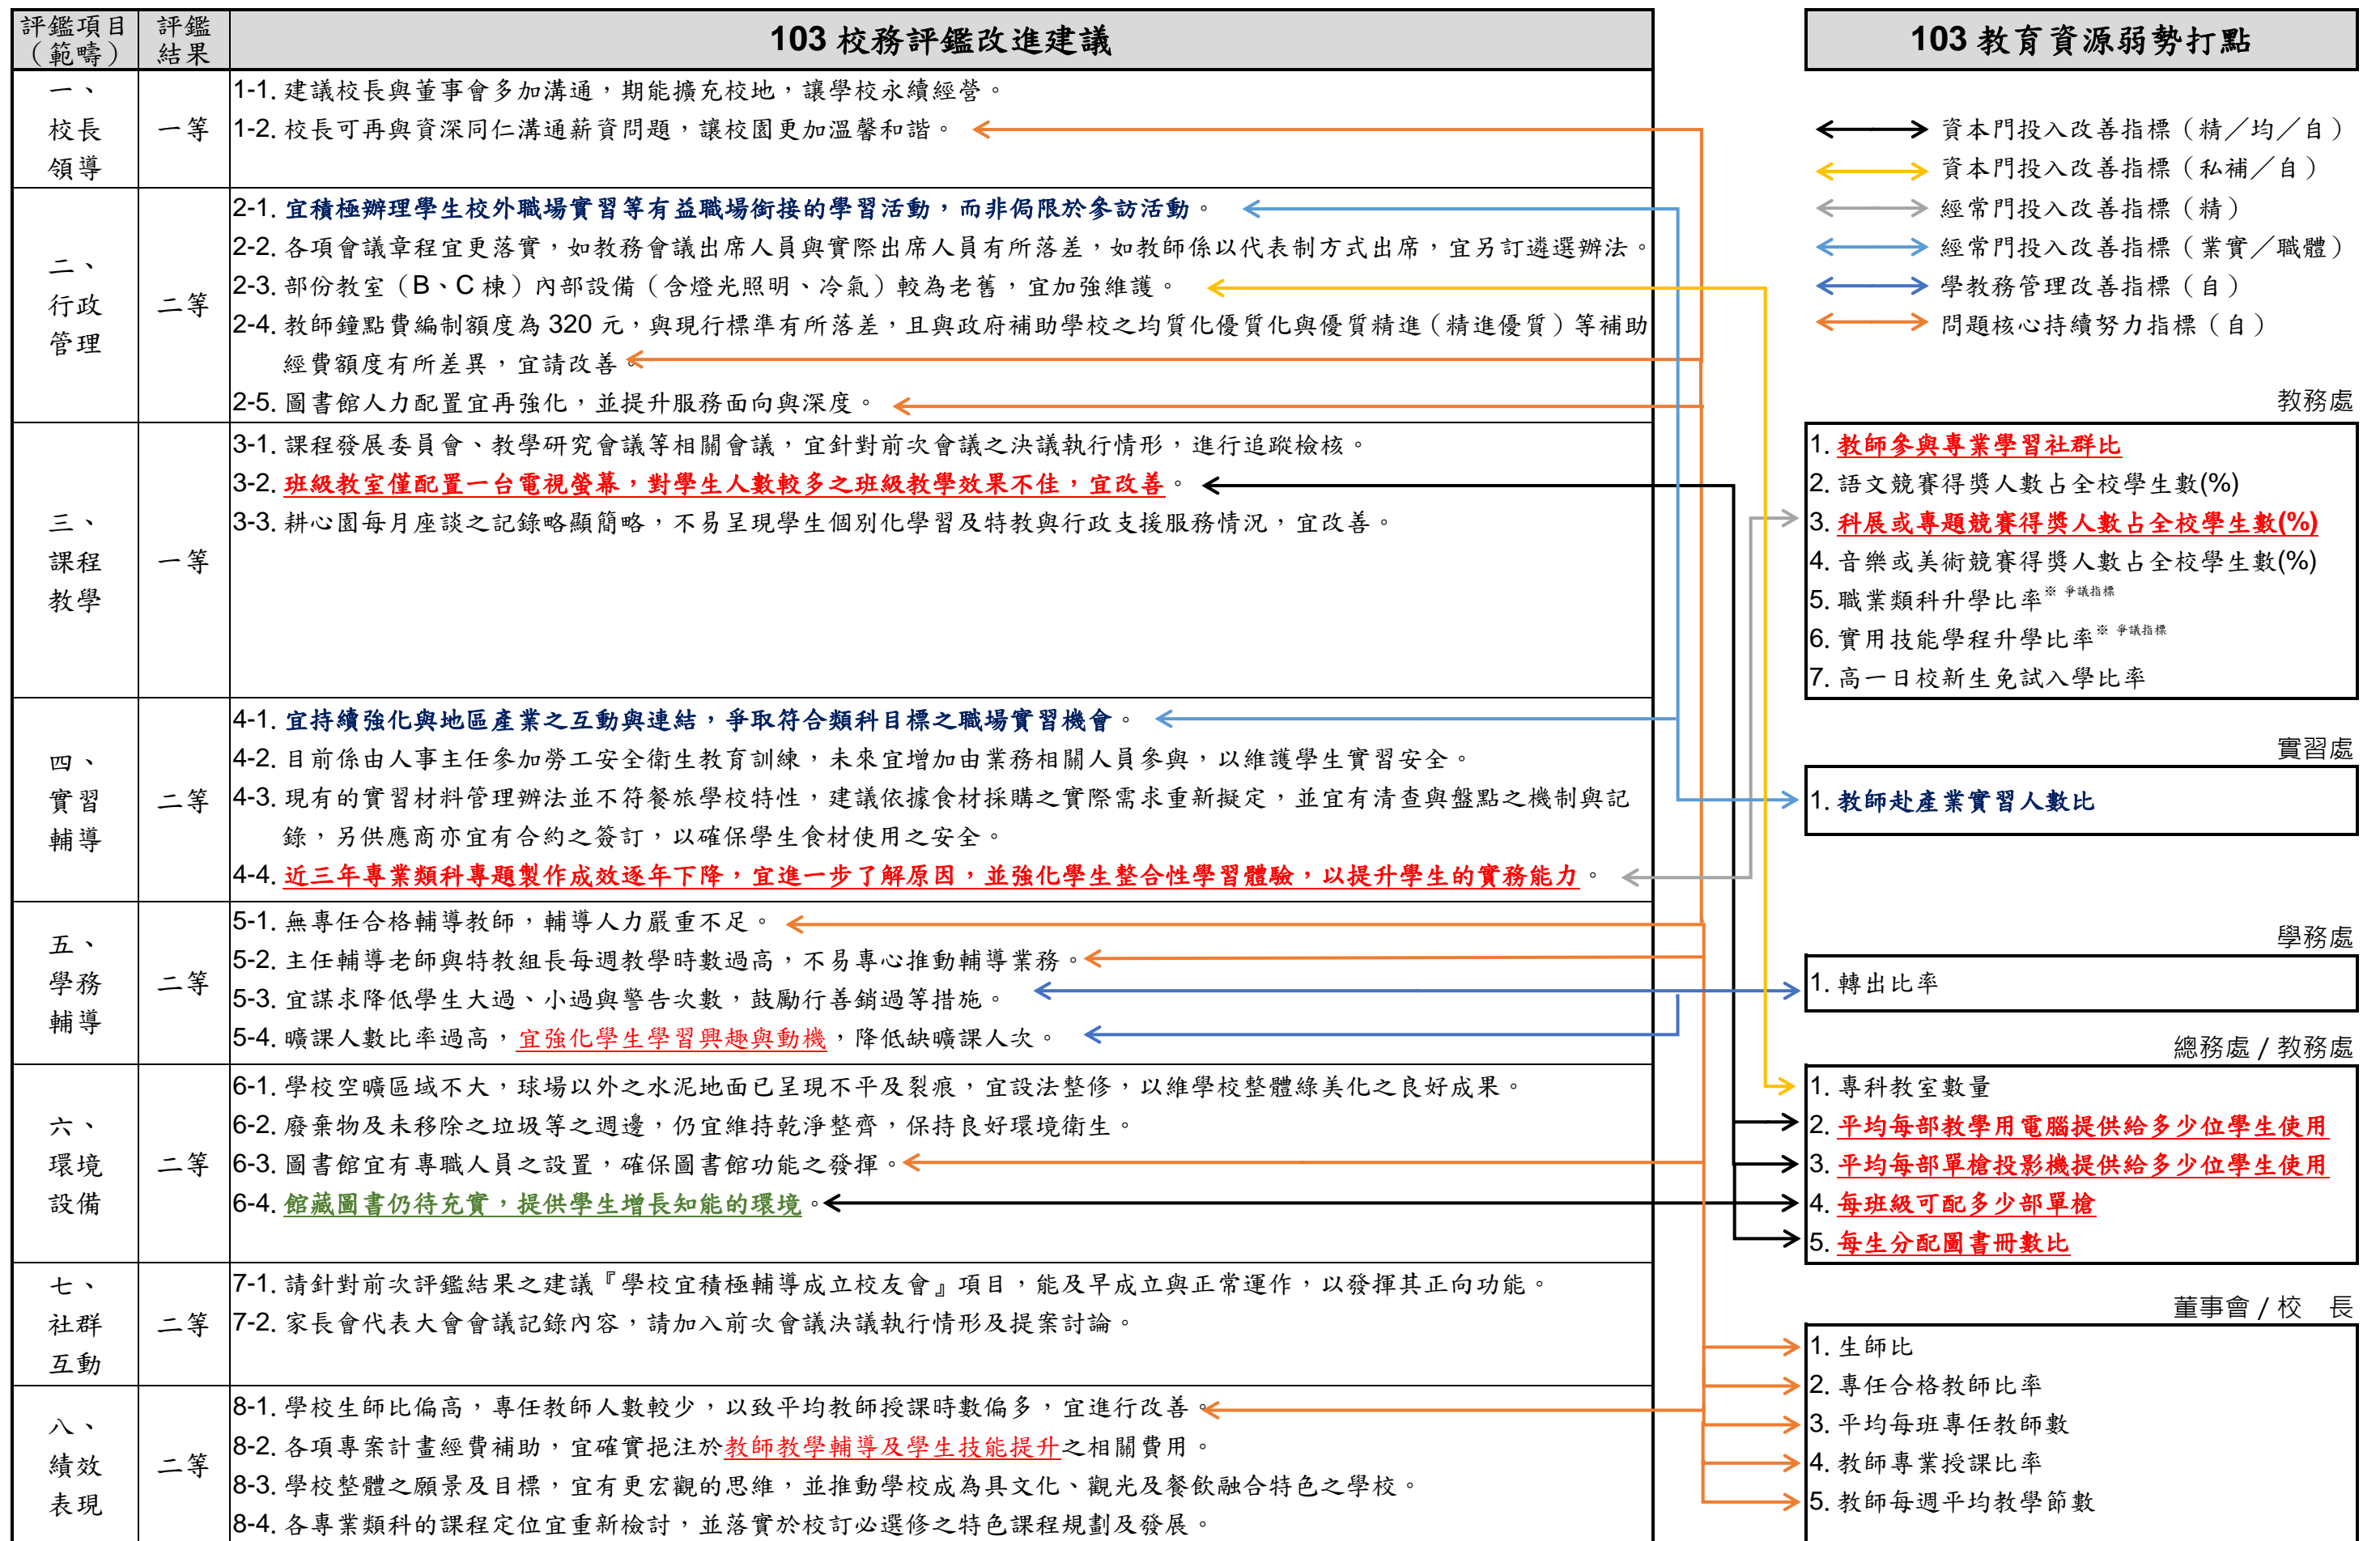 評鑑項目
（範疇）
評鑑
結果
103 校務評鑑改進建議
一、
校長
領導
一等
1-1. 建議校長與董事會多加溝通，期能擴充校地，讓學校永續經營。
1-2. 校長可再與資深同仁溝通薪資問題，讓校園更加溫馨和諧。
二、
行政
管理
二等
2-1. 宜積極辦理學生校外職場實習等有益職場銜接的學習活動，而非侷限於參訪活動。
2-2. 各項會議章程宜更落實，如教務會議出席人員與實際出席人員有所落差，如教師係以代表制方式出席，宜另訂遴選辦法。
2-3. 部份教室（B、C 棟）內部設備（含燈光照明、冷氣）較為老舊，宜加強維護。
2-4. 教師鐘點費編制額度為 320 元，與現行標準有所落差，且與政府補助學校之均質化優質化與優質精進（精進優質）等補助
經費額度有所差異，宜請改善。
2-5. 圖書館人力配置宜再強化，並提升服務面向與深度。
三、
課程
教學
一等
3-1. 課程發展委員會、教學研究會議等相關會議，宜針對前次會議之決議執行情形，進行追蹤檢核。
3-2. 班級教室僅配置一台電視螢幕，對學生人數較多之班級教學效果不佳，宜改善。
3-3. 耕心園每月座談之記錄略顯簡略，不易呈現學生個別化學習及特教與行政支援服務情況，宜改善。
四、
實習
輔導
二等
4-1. 宜持續強化與地區產業之互動與連結，爭取符合類科目標之職場實習機會。
4-2. 目前係由人事主任參加勞工安全衛生教育訓練，未來宜增加由業務相關人員參與，以維護學生實習安全。
4-3. 現有的實習材料管理辦法並不符餐旅學校特性，建議依據食材採購之實際需求重新擬定，並宜有清查與盤點之機制與記
錄，另供應商亦宜有合約之簽訂，以確保學生食材使用之安全。
4-4. 近三年專業類科專題製作成效逐年下降，宜進一步了解原因，並強化學生整合性學習體驗，以提升學生的實務能力。
五、
學務
輔導
二等
5-1. 無專任合格輔導教師，輔導人力嚴重不足。
5-2. 主任輔導老師與特教組長每週教學時數過高，不易專心推動輔導業務。
5-3. 宜謀求降低學生大過、小過與警告次數，鼓勵行善銷過等措施。
5-4. 曠課人數比率過高，宜強化學生學習興趣與動機，降低缺曠課人次。
六、
環境
設備
二等
6-1. 學校空曠區域不大，球場以外之水泥地面已呈現不平及裂痕，宜設法整修，以維學校整體綠美化之良好成果。
6-2. 廢棄物及未移除之垃圾等之週邊，仍宜維持乾淨整齊，保持良好環境衛生。
6-3. 圖書館宜有專職人員之設置，確保圖書館功能之發揮。
6-4. 館藏圖書仍待充實，提供學生增長知能的環境。
七、
社群
互動
二等
7-1. 請針對前次評鑑結果之建議『學校宜積極輔導成立校友會』項目，能及早成立與正常運作，以發揮其正向功能。
7-2. 家長會代表大會會議記錄內容，請加入前次會議決議執行情形及提案討論。
八、
績效
表現
二等
8-1. 學校生師比偏高，專任教師人數較少，以致平均教師授課時數偏多，宜進行改善。
8-2. 各項專案計畫經費補助，宜確實挹注於教師教學輔導及學生技能提升之相關費用。
8-3. 學校整體之願景及目標，宜有更宏觀的思維，並推動學校成為具文化、觀光及餐飲融合特色之學校。
8-4. 各專業類科的課程定位宜重新檢討，並落實於校訂必選修之特色課程規劃及發展。
103 教育資源弱勢打點
資本門投入改善指標（精／均／自）
資本門投入改善指標（私補／自）
經常門投入改善指標（精）
經常門投入改善指標（業實／職體）
學教務管理改善指標（自）
問題核心持續努力指標（自）
教務處
1. 教師參與專業學習社群比
2. 語文競賽得獎人數占全校學生數(%)
3. 科展或專題競賽得獎人數占全校學生數(%)
4. 音樂或美術競賽得獎人數占全校學生數(%)
5. 職業類科升學比率※ 爭議指標
6. 實用技能學程升學比率※ 爭議指標
7. 高一日校新生免試入學比率
實習處
1. 教師赴產業實習人數比
學務處
1. 轉出比率
總務處 / 教務處
1. 專科教室數量
2. 平均每部教學用電腦提供給多少位學生使用
3. 平均每部單槍投影機提供給多少位學生使用
4. 每班級可配多少部單槍
5. 每生分配圖書冊數比
董事會 / 校　長
1. 生師比
2. 專任合格教師比率
3. 平均每班專任教師數
4. 教師專業授課比率
5. 教師每週平均教學節數